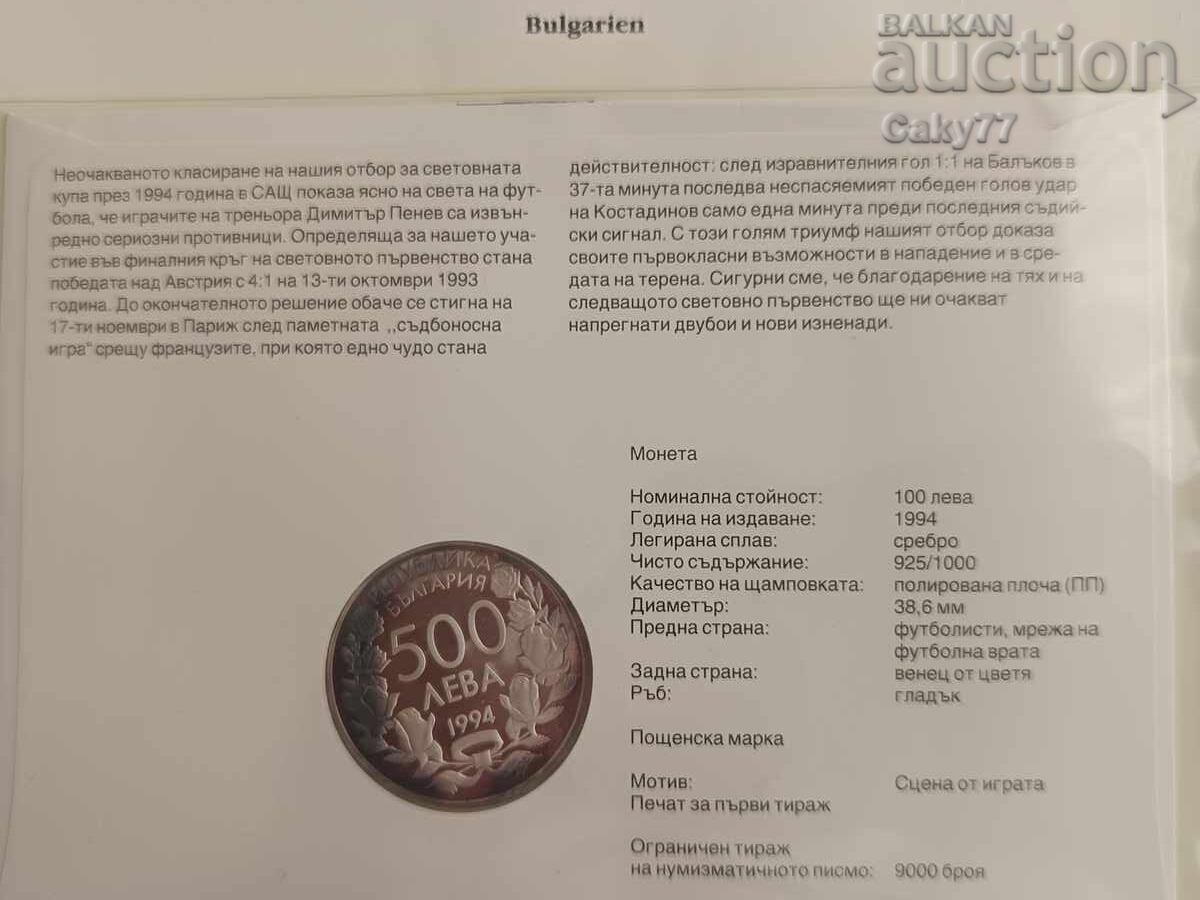 Bulgarien
BALKAN
auction
Caky77
Неочакваното класиране на нашия отбор за световната
купа през 1994 година в САЩ показа ясно на света на фут-
бола, че играчите на треньора Димитър Пенев са извън-
редно сериозни противници. Определяща за нашето уча-
стие във финалния кръг на световното първенство стана
победата над Австрия с 4:1 на 13-ти октомври 1993
година. До окончателното решение обаче се стигна на
17-ти ноември в Париж след паметната ,,съдбоносна
игра“ срещу французите, при която едно чудо стана
действителност: след изравнителния гол 1:1 на Балъков в
37-та минута последва неспасяемият победен голов удар
на Костадинов само една минута преди последния съдий-
ски сигнал. С този голям триумф нашият отбор доказа
своите първокласни възможности в нападение и в сре-
дата на терена. Сигурни сме, че благодарение на тях и на
следващото световно първенство ще ни очакват
напрегнати двубои и нови изненади.
Монета
Номинална стойност: 100 лева
Година на издаване: 1994
Легирана сплав: сребро
Чисто съдържание: 925/1000
Качество на щамповката: полирована плоча (ПП)
Диаметър: 38,6 мм
Предна страна: футболисти, мрежа на
футболна врата
Задна страна: венец от цветя
Ръб: гладък
Пощенска марка
Мотив: Сцена от играта
Печат за първи тираж
Ограничен тираж
на нумизматичното писмо: 9000 броя
РЕПУБЛИКА
БЪЛГАРИЯ
500
ЛЕВА
1994